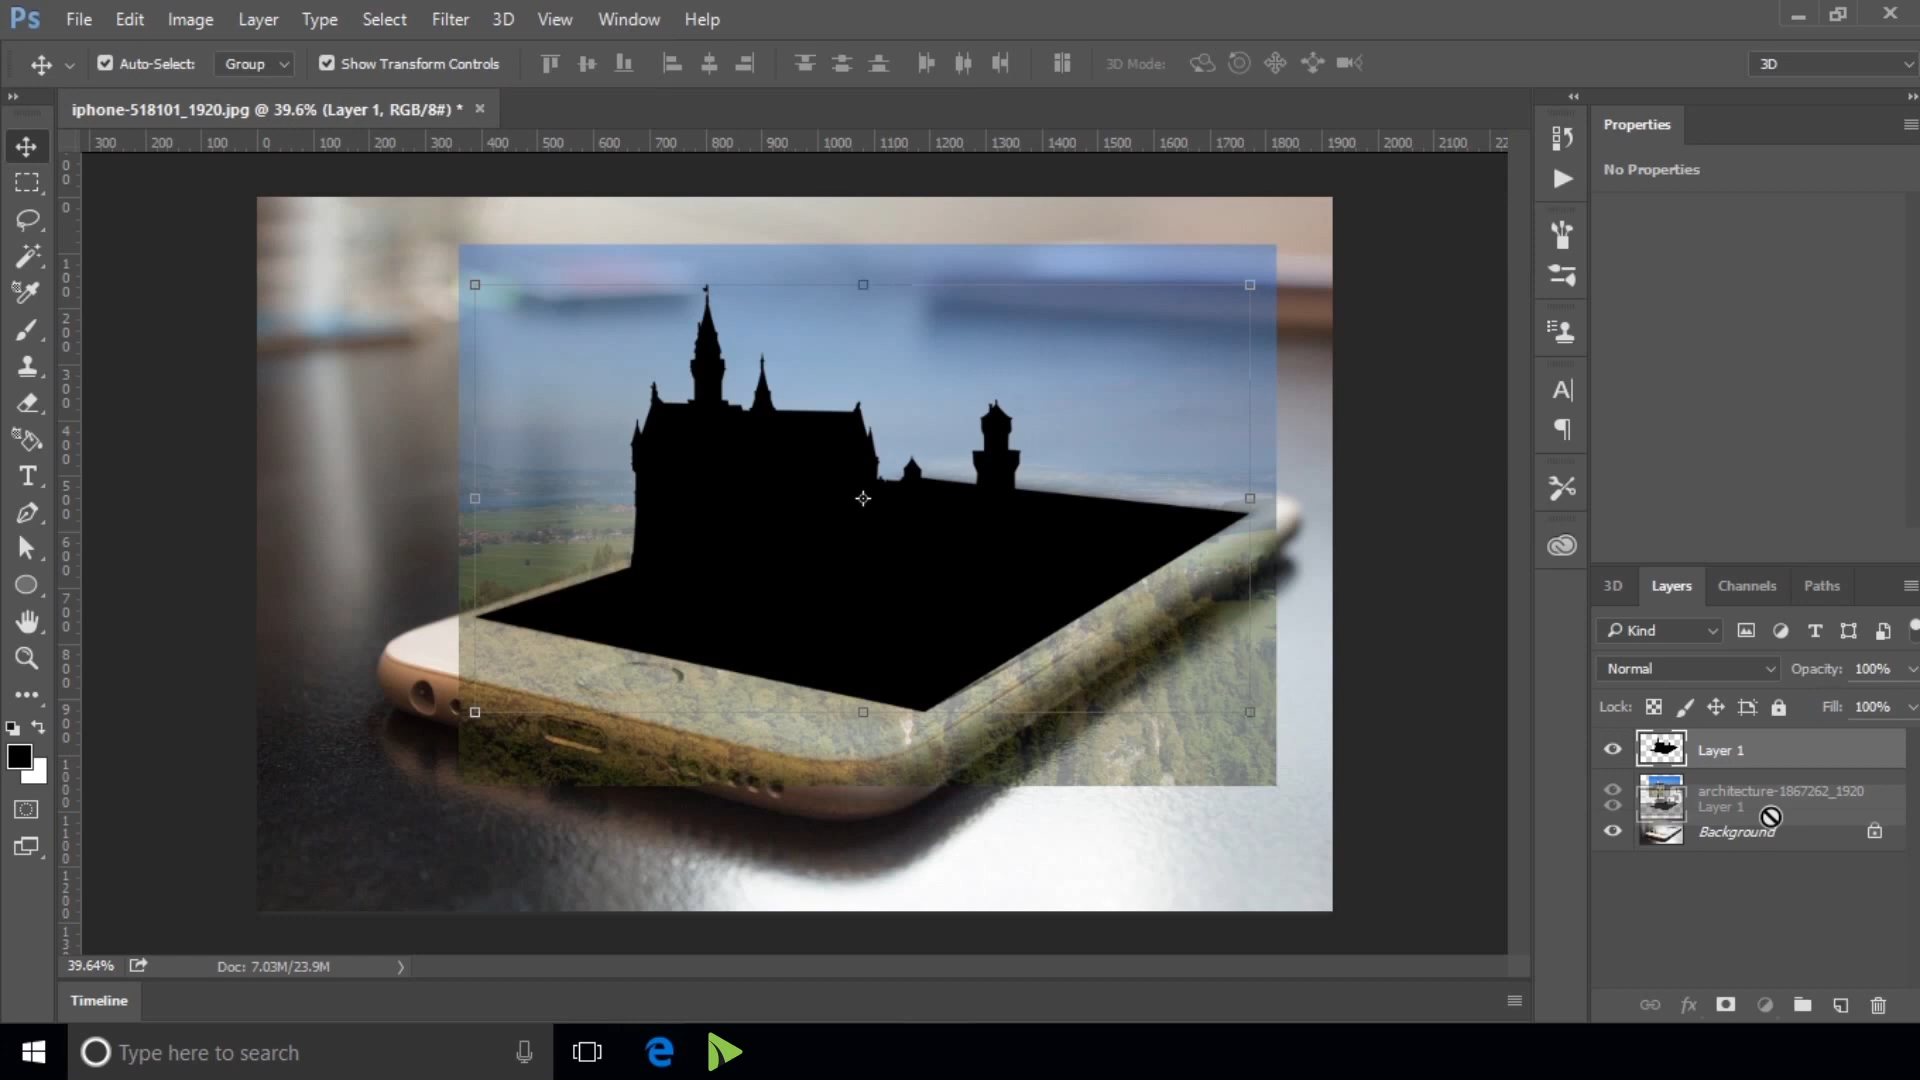 Ps File Edit Image Layer Type Select Filter 3D View Window Help
Auto-Select: Group Show Transform Controls 3D Mode: 3D
iphone-518101_1920.jpg @ 39.6% (Layer 1, RGB/8#) * ×
300 200 100 0 100 200 300 400 500 600 700 800 900 1000 1100 1200 1300 1400 1500 1600 1700 1800 1900 2000 2100 22
Properties
No Properties
3D Layers Channels Paths
Kind
Normal Opacity: 100%
Lock: Fill: 100%
Layer 1
architecture-1867262_1920
Layer 1
Background
39.64% Doc: 7.03M/23.9M
Timeline
Type here to search